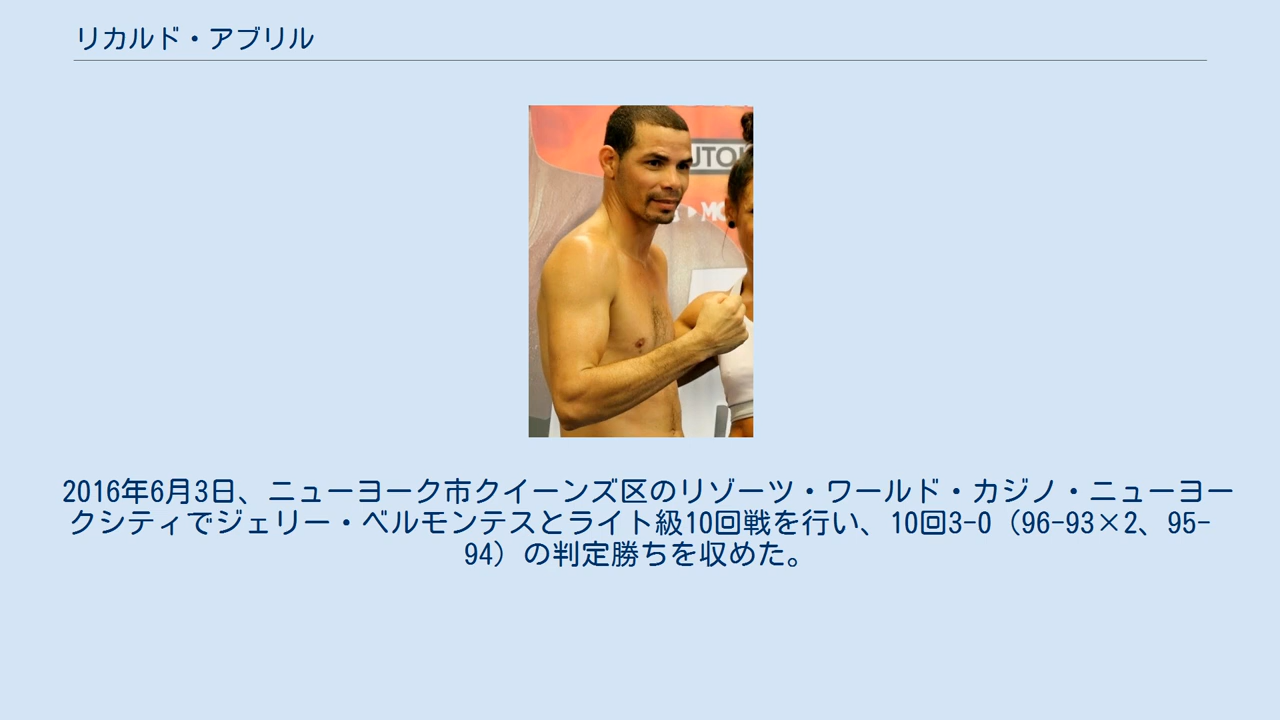 リカルド・アブリル
UTO
MO
2016年6月3日、ニューヨーク市クイーンズ区のリゾーツ・ワールド・カジノ・ニューヨー
クシティでジェリー・ベルモンテスとライト級10回戦を行い、10回3-0（96-93×2、95-
94）の判定勝ちを収めた。